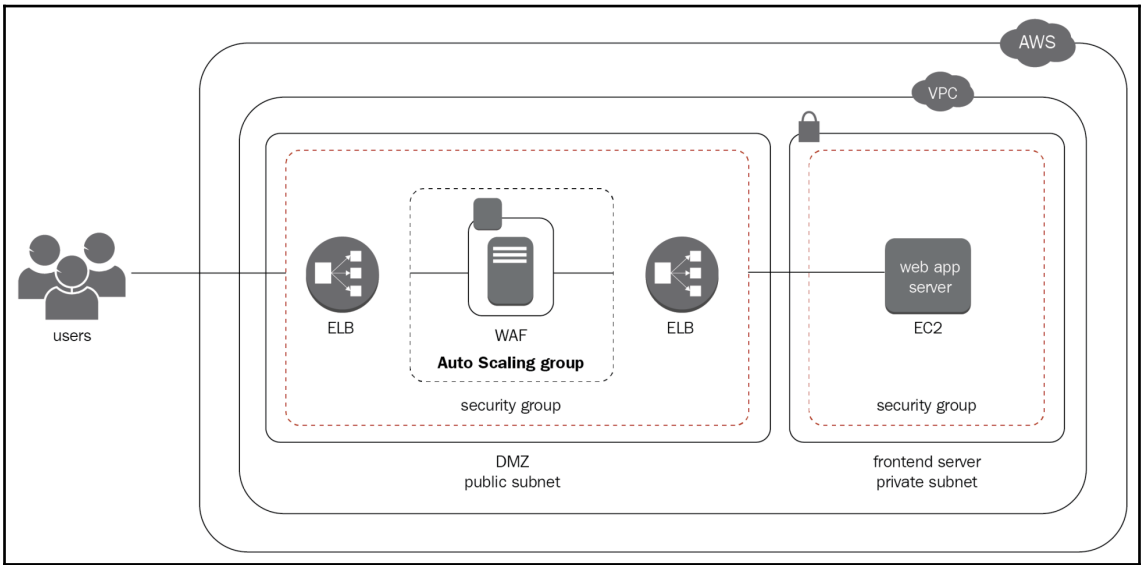 AWS
VPC
users
ELB
WAF
Auto Scaling group
ELB
security group
DMZ
public subnet
web app
server
EC2
security group
frontend server
private subnet